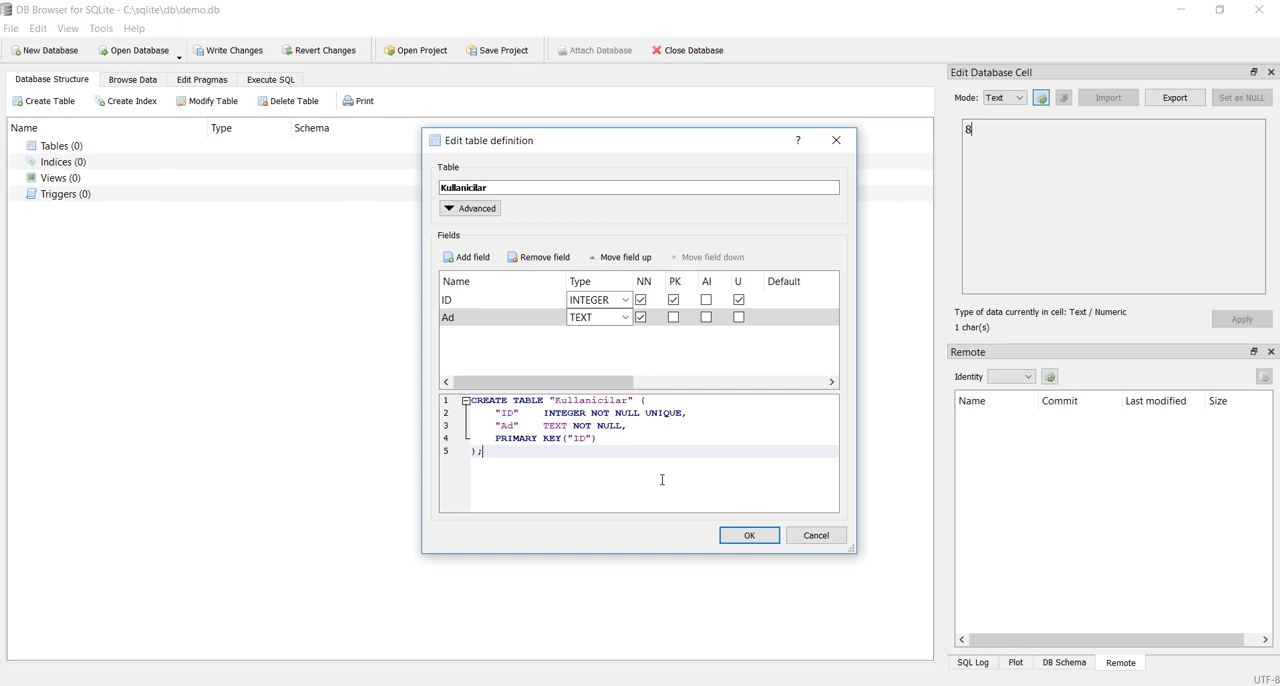 DB Browser for SQLite - C:\sqlite\db\demo.db
File Edit View Tools Help
New Database Open Database Write Changes Revert Changes Open Project Save Project Attach Database Close Database
Database Structure Browse Data Edit Pragmas Execute SQL
Create Table Create Index Modify Table Delete Table Print
Name Type Schema
Tables (0)
Indices (0)
Views (0)
Triggers (0)
Edit table definition ?
Table
Kullanicilar
Advanced
Fields
Add field Remove field Move field up Move field down
Name Type NN PK AI U Default
ID INTEGER
Ad TEXT
1 CREATE TABLE "Kullanicilar" (
2 "ID" INTEGER NOT NULL UNIQUE,
3 "Ad" TEXT NOT NULL,
4 PRIMARY KEY("ID")
5 );
OK Cancel
Edit Database Cell
Mode: Text Import Export Set as NULL
8
Type of data currently in cell: Text / Numeric
1 char(s)
Apply
Remote
Identity
Name Commit Last modified Size
SQL Log Plot DB Schema Remote
UTF-8